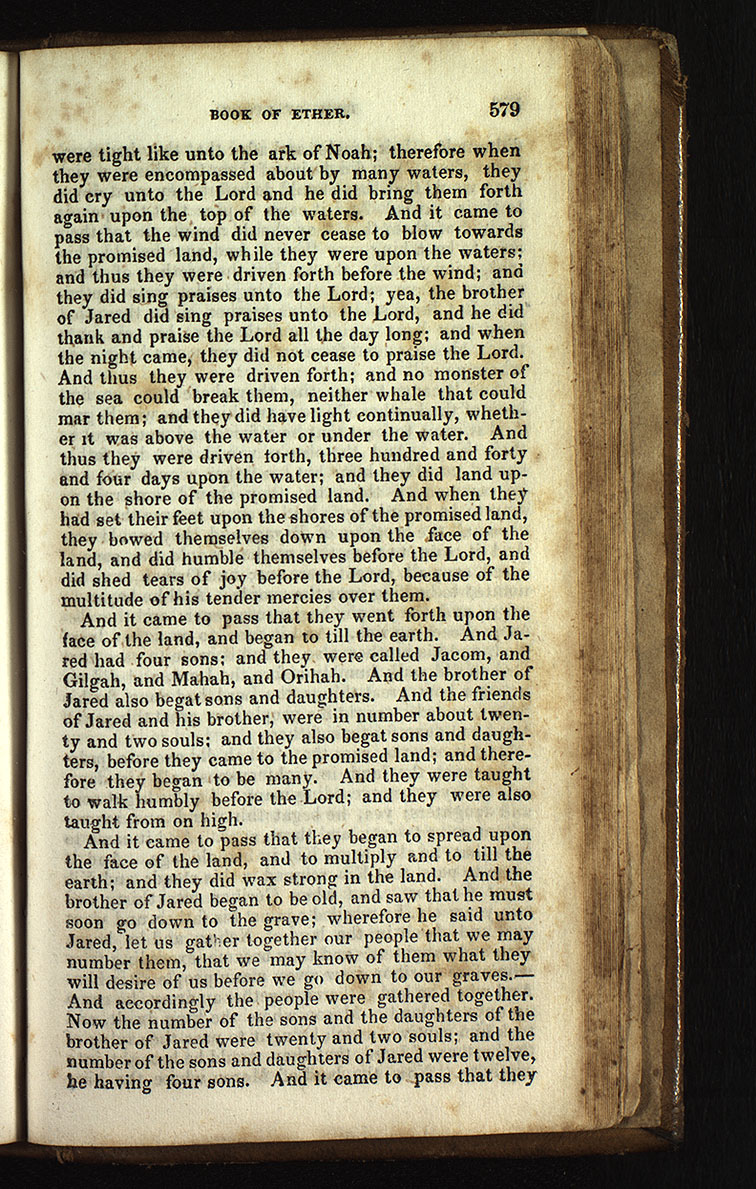 BOOK OF ETHER. 579
were tight like unto the ark of Noah; therefore when
they were encompassed about by many waters, they
did cry unto the Lord and he did bring them forth
again upon the top of the waters. And it came to
pass that the wind did never cease to blow towards
the promised land, while they were upon the waters;
and thus they were driven forth before the wind; and
they did sing praises unto the Lord; yea, the brother
of Jared did sing praises unto the Lord, and he did
thank and praise the Lord all the day long; and when
the night came, they did not cease to praise the Lord.
And thus they were driven forth; and no monster of
the sea could break them, neither whale that could
mar them; and they did have light continually, wheth-
er it was above the water or under the water. And
thus they were driven forth, three hundred and forty
and four days upon the water; and they did land up-
on the shore of the promised land. And when they
had set their feet upon the shores of the promised land,
they bowed themselves down upon the face of the
land, and did humble themselves before the Lord, and
did shed tears of joy before the Lord, because of the
multitude of his tender mercies over them.
And it came to pass that they went forth upon the
face of the land, and began to till the earth. And Ja-
red had four sons; and they were called Jacom, and
Gilgah, and Mahah, and Orihah. And the brother of
Jared also begat sons and daughters. And the friends
of Jared and his brother, were in number about twen-
ty and two souls; and they also begat sons and daugh-
ters, before they came to the promised land; and there-
fore they began to be many. And they were taught
to walk humbly before the Lord; and they were also
taught from on high.
And it came to pass that they began to spread upon
the face of the land, and to multiply and to till the
earth; and they did wax strong in the land. And the
brother of Jared began to be old, and saw that he must
soon go down to the grave; wherefore he said unto
Jared, let us gather together our people that we may
number them, that we may know of them what they
will desire of us before we go down to our graves.—
And accordingly the people were gathered together.
Now the number of the sons and the daughters of the
brother of Jared were twenty and two souls; and the
number of the sons and daughters of Jared were twelve,
he having four sons. And it came to pass that they